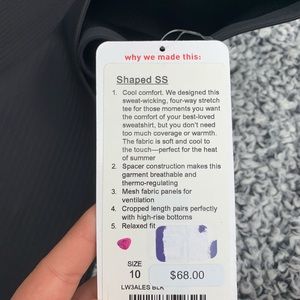 why we made this:
Shaped SS
1. Cool comfort. We designed this
sweat-wicking, four-way stretch
tee for those moments you want
the comfort of your best-loved
sweatshirt, but you don't need
too much coverage or warmth.
The fabric is soft and cool to
the touch—perfect for the heat
of summer
2. Spacer construction makes this
garment breathable and
thermo-regulating
3. Mesh fabric panels for
ventilation
4. Cropped length pairs perfectly
with high-rise bottoms
5. Relaxed fit
SIZE
10
$68.00
LW3ALES BLK